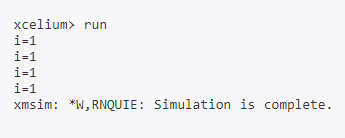 xcelium> run
i=1
i=1
i=1
i=1
xmsim: *W,RNQUIE: Simulation is complete.